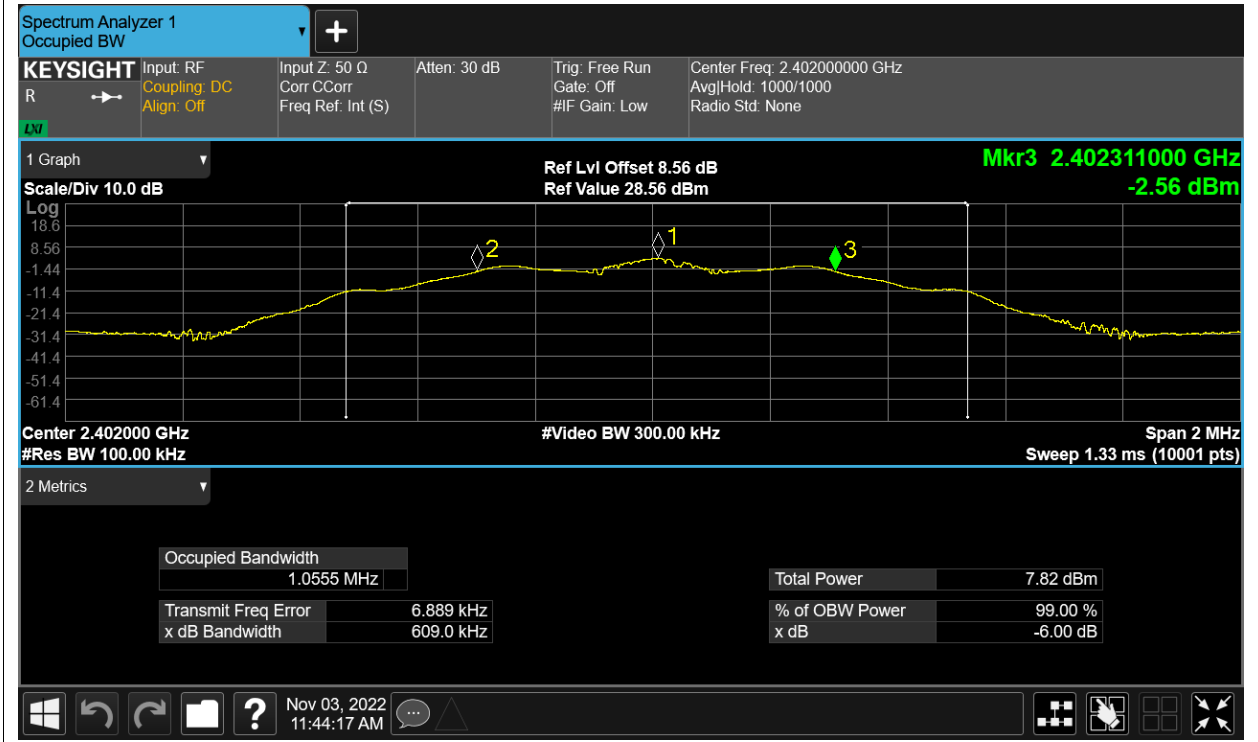 Spectrum Analyzer 1
Occupied BW
KEYSIGHT
R
LXI
Input: RF
Coupling: DC
Align: Off
Input Z: 50 Ω
Corr CCorr
Freq Ref: Int (S)
Atten: 30 dB
Trig: Free Run
Gate: Off
#IF Gain: Low
Center Freq: 2.402000000 GHz
Avg|Hold: 1000/1000
Radio Std: None
1 Graph
Scale/Div 10.0 dB
Ref Lvl Offset 8.56 dB
Ref Value 28.56 dBm
Mkr3 2.402311000 GHz
-2.56 dBm
Log
18.6
8.56
-1.44
-11.4
-21.4
-31.4
-41.4
-51.4
-61.4
2
1
3
Center 2.402000 GHz
#Video BW 300.00 kHz
Span 2 MHz
#Res BW 100.00 kHz
Sweep 1.33 ms (10001 pts)
2 Metrics
Occupied Bandwidth
1.0555 MHz
Total Power 7.82 dBm
Transmit Freq Error 6.889 kHz
% of OBW Power 99.00 %
x dB Bandwidth 609.0 kHz
x dB -6.00 dB
?
Nov 03, 2022
11:44:17 AM